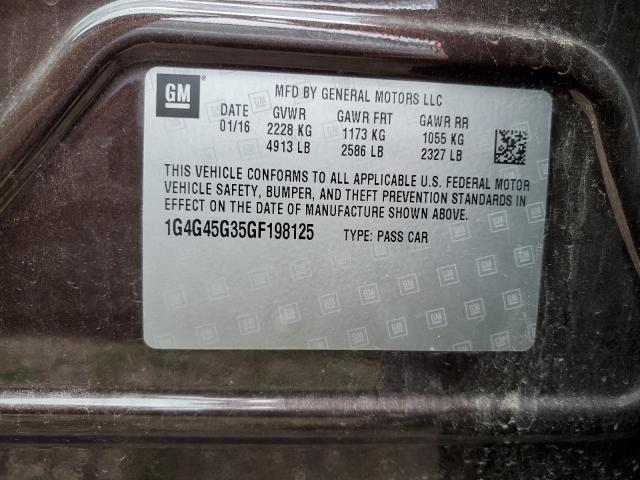 GM
MFD BY GENERAL MOTORS LLC
DATE GVWR GAWR FRT GAWR RR
01/16 2228 KG 1173 KG 1055 KG
4913 LB 2586 LB 2327 LB
THIS VEHICLE CONFORMS TO ALL APPLICABLE U.S. FEDERAL MOTOR
VEHICLE SAFETY, BUMPER, AND THEFT PREVENTION STANDARDS IN
EFFECT ON THE DATE OF MANUFACTURE SHOWN ABOVE.
1G4G45G35GF198125 TYPE: PASS CAR